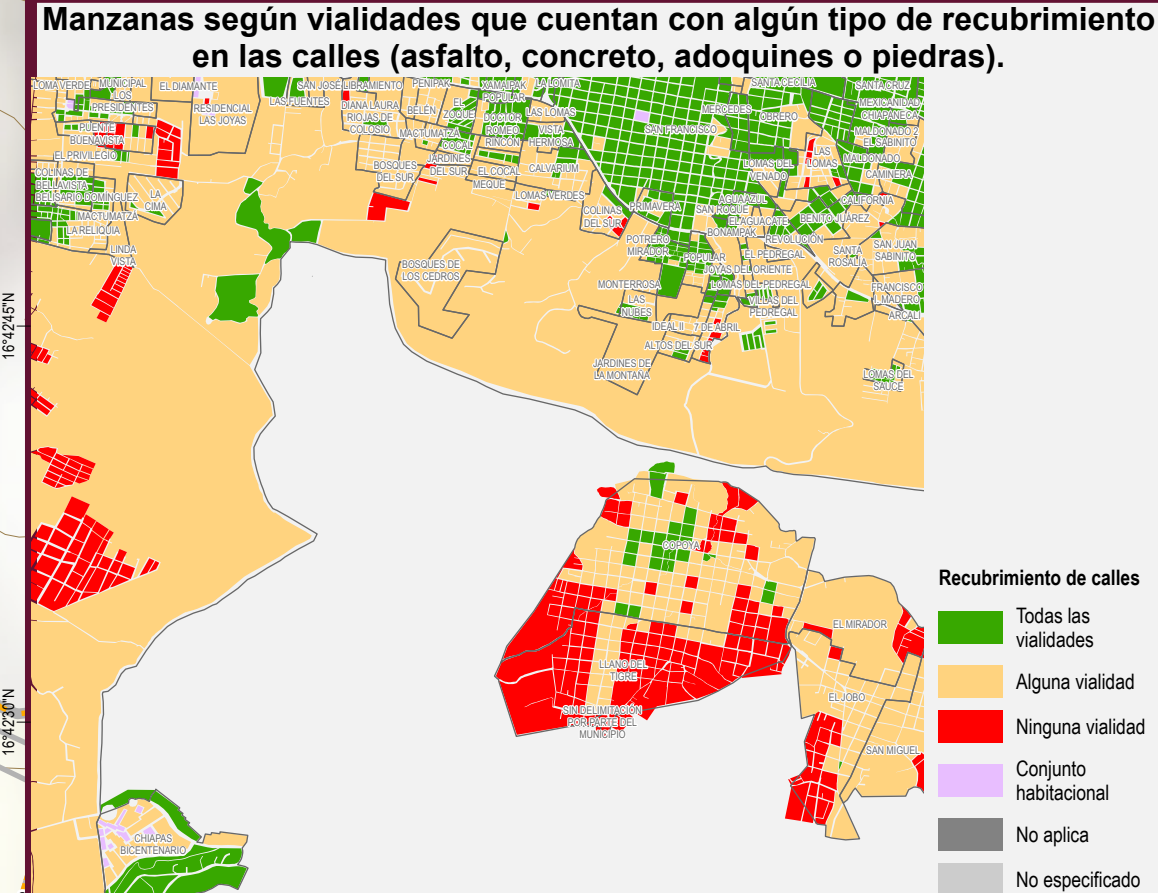 Manzanas según vialidades que cuentan con algún tipo de recubrimiento
en las calles (asfalto, concreto, adoquines o piedras).
LOMA VERDE
MUNICIPAL
LOS
PRESIDENTES
EL DIAMANTE
RESIDENCIAL
LAS JOYAS
SAN JOSÉ LIBRAMIENTO
LAS FUENTES
DIANA LAURA
RIOJAS DE
COLOSIO
PENIPAK
BELÉN
EL
ZOQUE
XAMAIPAK
POPULAR
DOCTOR
ROMEO
RINCÓN
LA LOMITA
LAS LOMAS
VISTA
HERMOSA
MACTUMATZÁ
COCAL
SANTA CECILIA
MERCEDES
OBRERO
SAN FRANCISCO
SANTA CRUZ
MEXICANIDAD
CHIAPANECA
MALDONADO 2
EL SABINITO
MALDONADO
CAMINERA
PUENTE
BUENAVISTA
EL PRIVILEGIO
COLINAS DE
BELLAVISTA
BELISARIO DOMÍNGUEZ
LA
CIMA
MACTUMATZÁ
LA RELIQUIA
LINDA
VISTA
BOSQUES
DEL SUR
JARDINES
DEL SUR
EL COCAL
MEQUE
CALVARIUM
LOMAS VERDES
LOMAS DEL
VENADO
LAS
LOMAS
CALIFORNIA
COLINAS
DEL SUR
PRIMAVERA
AGUA AZUL
SAN ROQUE
EL AGUACATE
BONAMPAK
BENITO JUÁREZ
REVOLUCIÓN
POTRERO
MIRADOR
POPULAR
EL PEDREGAL
SANTA
ROSALÍA
SAN JUAN
SABINITO
BOSQUES DE
LOS CEDROS
JOYAS DEL ORIENTE
MONTERROSA
LOMAS DEL PEDREGAL
FRANCISCO
I. MADERO
ARCALI
LAS
NUBES
VILLAS DEL
PEDREGAL
IDEAL II
7 DE ABRIL
ALTOS DEL SUR
JARDINES DE
LA MONTAÑA
LOMAS DEL
SAUCE
16°42'45"N
COPOYA
EL MIRADOR
LLANO DEL
TIGRE
EL JOBO
SIN DELIMITACIÓN
POR PARTE DEL
MUNICIPIO
SAN MIGUEL
16°42'30"N
CHIAPAS
BICENTENARIO
Recubrimiento de calles
Todas las
vialidades
Alguna vialidad
Ninguna vialidad
Conjunto
habitacional
No aplica
No especificado